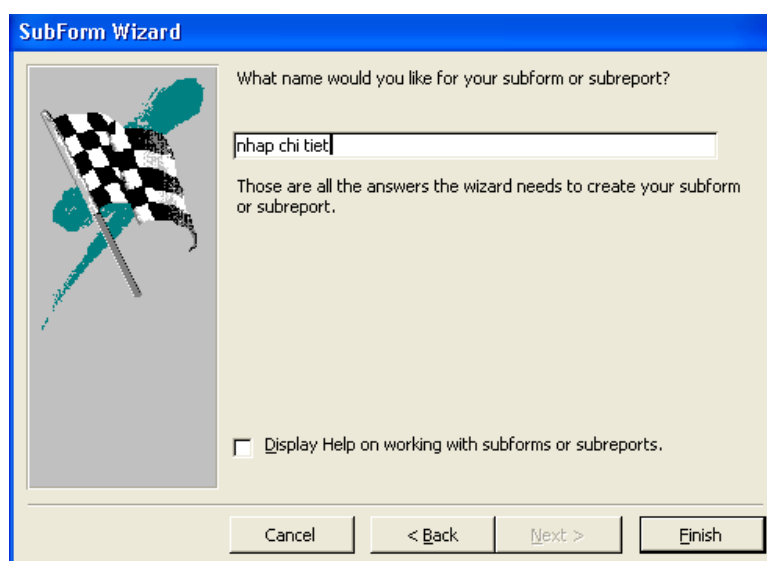 SubForm Wizard
What name would you like for your subform or subreport?
nhap chi tiet
Those are all the answers the wizard needs to create your subform
or subreport.
Display Help on working with subforms or subreports.
Cancel
< Back
Next >
Finish